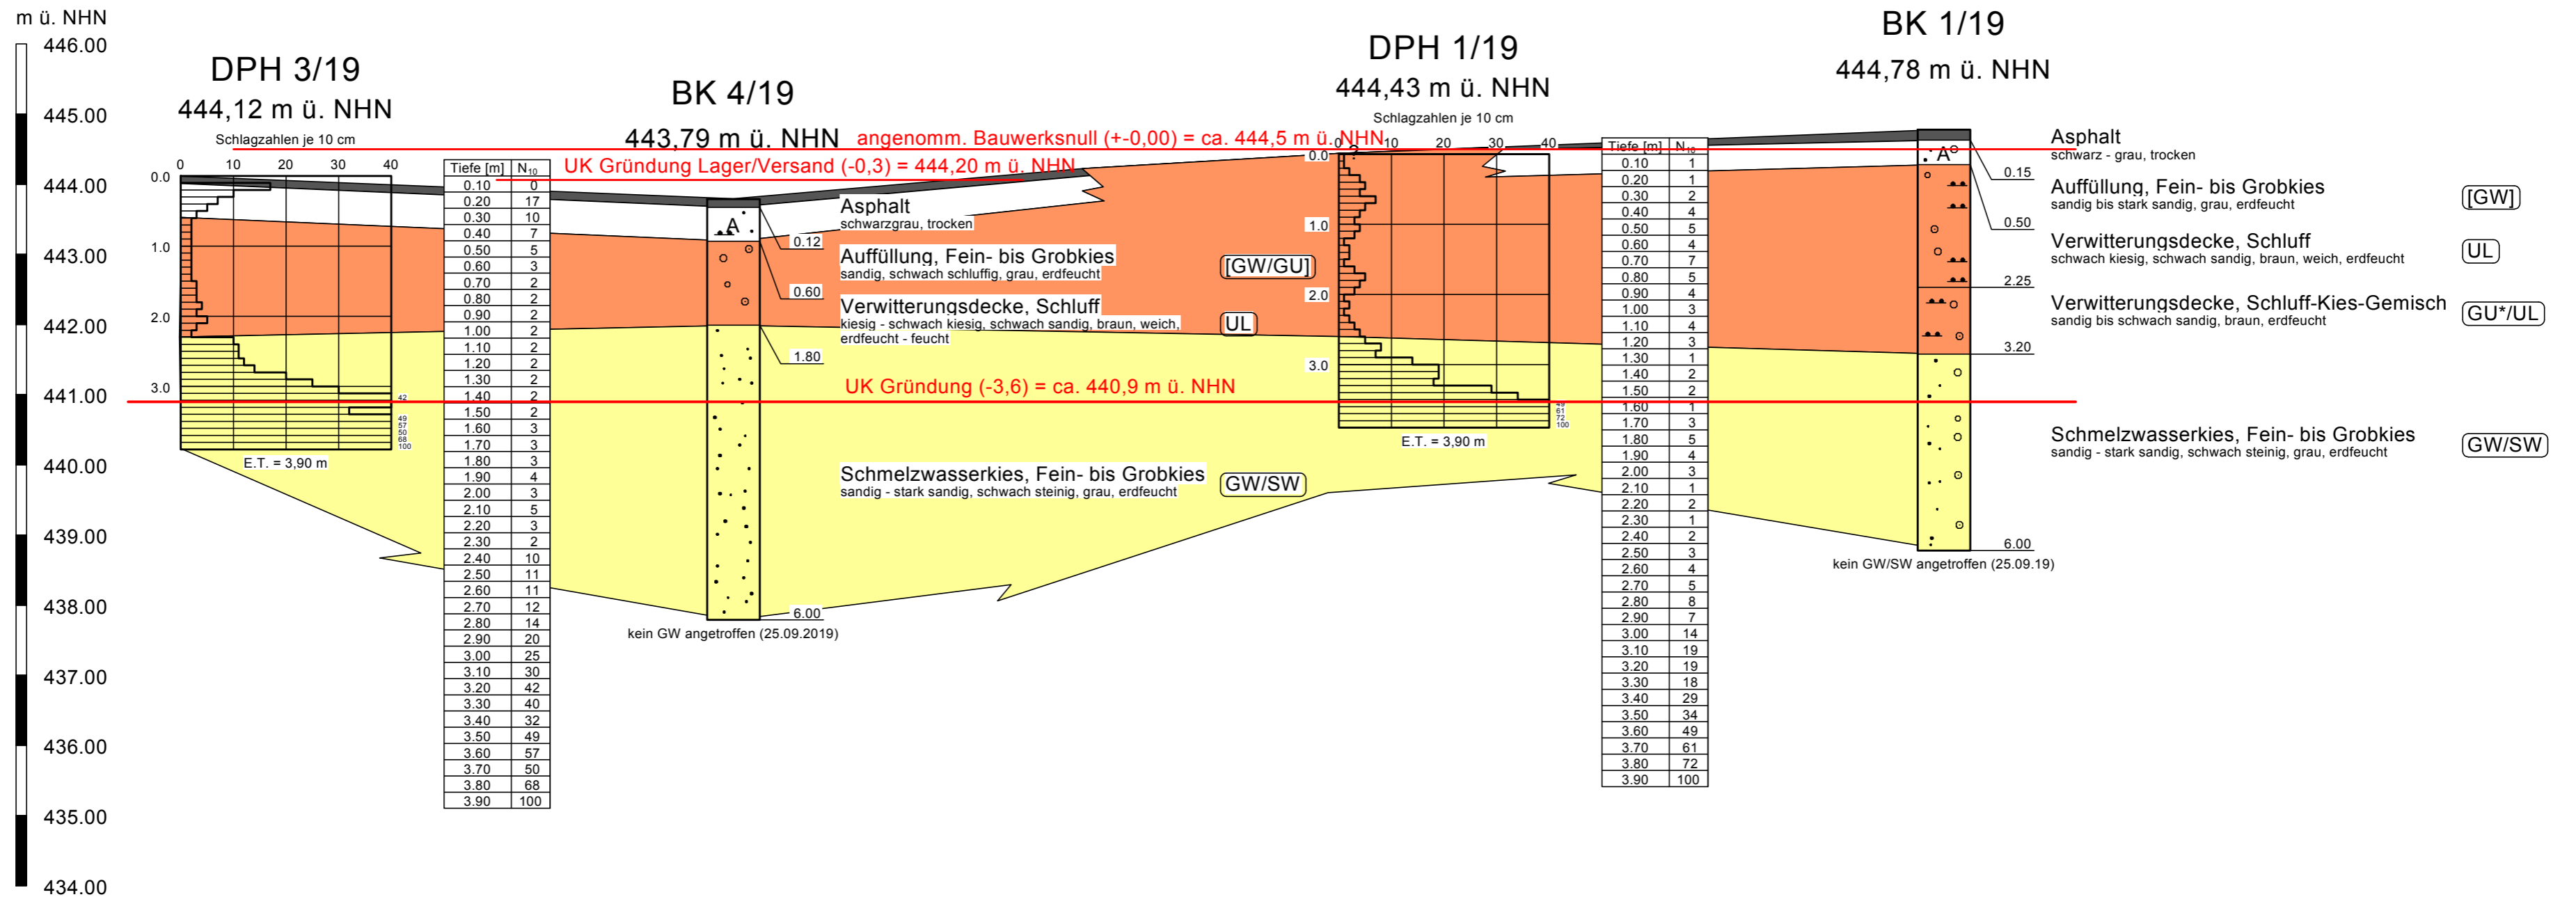 m ü. NHN
446.00
445.00
444.00
443.00
442.00
441.00
440.00
439.00
438.00
437.00
436.00
435.00
434.00
DPH 3/19
444,12 m ü. NHN
Schlagzahlen je 10 cm
0 10 20 30 40
0.0
1.0
2.0
3.0
42
49
57
50
68
100
E.T. = 3,90 m
Tiefe [m] N10
0.10 0
0.20 17
0.30 10
0.40 7
0.50 5
0.60 3
0.70 2
0.80 2
0.90 2
1.00 2
1.10 2
1.20 2
1.30 2
1.40 2
1.50 2
1.60 3
1.70 3
1.80 3
1.90 4
2.00 3
2.10 5
2.20 3
2.30 2
2.40 10
2.50 11
2.60 11
2.70 12
2.80 14
2.90 20
3.00 25
3.10 30
3.20 42
3.30 40
3.40 32
3.50 49
3.60 57
3.70 50
3.80 68
3.90 100
BK 4/19
443,79 m ü. NHN
angenomm. Bauwerksnull (+-0,00) = ca. 444,5 m ü. NHN
UK Gründung Lager/Versand (-0,3) = 444,20 m ü. NHN
A
0.12
0.60
1.80
6.00
Asphalt
schwarzgrau, trocken
Auffüllung, Fein- bis Grobkies
sandig, schwach schluffig, grau, erdfeucht
[GW/GU]
Verwitterungsdecke, Schluff
kiesig - schwach kiesig, schwach sandig, braun, weich,
erdfeucht - feucht
UL
UK Gründung (-3,6) = ca. 440,9 m ü. NHN
Schmelzwasserkies, Fein- bis Grobkies
sandig - stark sandig, schwach steinig, grau, erdfeucht
GW/SW
kein GW angetroffen (25.09.2019)
DPH 1/19
444,43 m ü. NHN
Schlagzahlen je 10 cm
0 10 20 30 40
?
0.0
1.0
2.0
3.0
49
61
72
100
E.T. = 3,90 m
Tiefe [m] N10
0.10 1
0.20 1
0.30 2
0.40 4
0.50 5
0.60 4
0.70 7
0.80 5
0.90 4
1.00 3
1.10 4
1.20 3
1.30 1
1.40 2
1.50 2
1.60 1
1.70 3
1.80 5
1.90 4
2.00 3
2.10 1
2.20 2
2.30 1
2.40 2
2.50 3
2.60 4
2.70 5
2.80 8
2.90 7
3.00 14
3.10 19
3.20 19
3.30 18
3.40 29
3.50 34
3.60 49
3.70 61
3.80 72
3.90 100
BK 1/19
444,78 m ü. NHN
A
0.15
0.50
2.25
3.20
6.00
Asphalt
schwarz - grau, trocken
Auffüllung, Fein- bis Grobkies
sandig bis stark sandig, grau, erdfeucht
[GW]
Verwitterungsdecke, Schluff
schwach kiesig, schwach sandig, braun, weich, erdfeucht
UL
Verwitterungsdecke, Schluff-Kies-Gemisch
sandig bis schwach sandig, braun, erdfeucht
GU*/UL
Schmelzwasserkies, Fein- bis Grobkies
sandig - stark sandig, schwach steinig, grau, erdfeucht
GW/SW
kein GW/SW angetroffen (25.09.19)